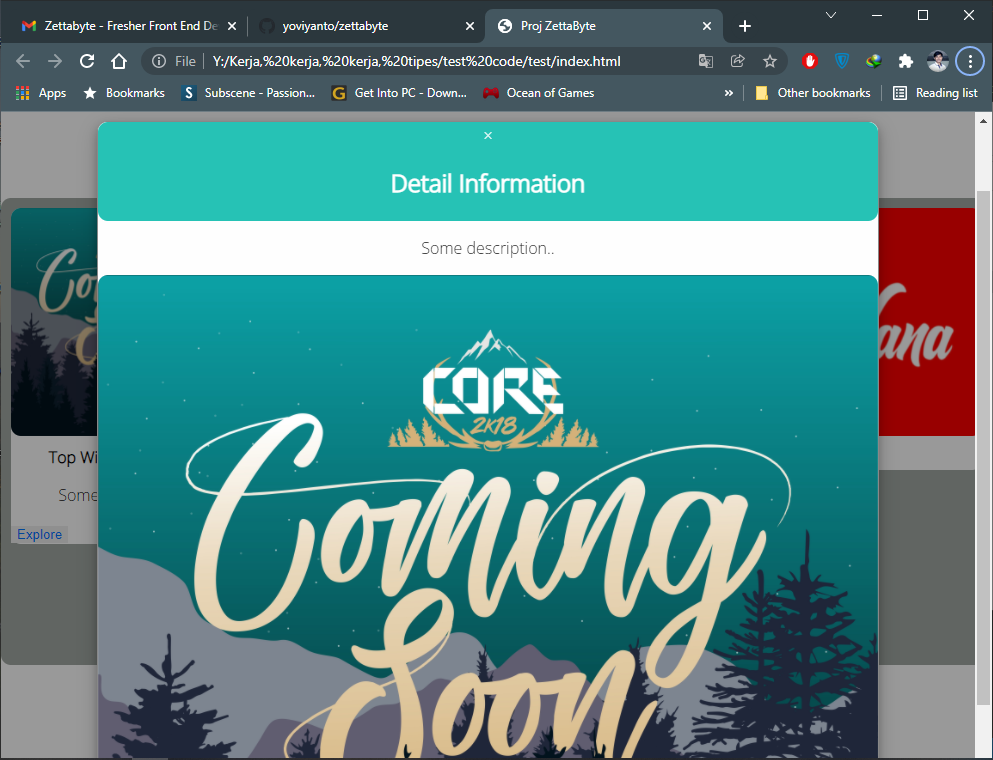 Zettabyte - Fresher Front End De
yoviyanto/zettabyte
Proj ZettaByte
File
Y:/Kerja,%20kerja,%20kerja,%20tipes/test%20code/test/index.html
Apps
Bookmarks
Subscene - Passion...
Get Into PC - Down...
Ocean of Games
»
Other bookmarks
Reading list
×
Detail Information
Some description..
CORE
2K18
Coming
Soon
Co
Top Wi
Some
Explore
ana